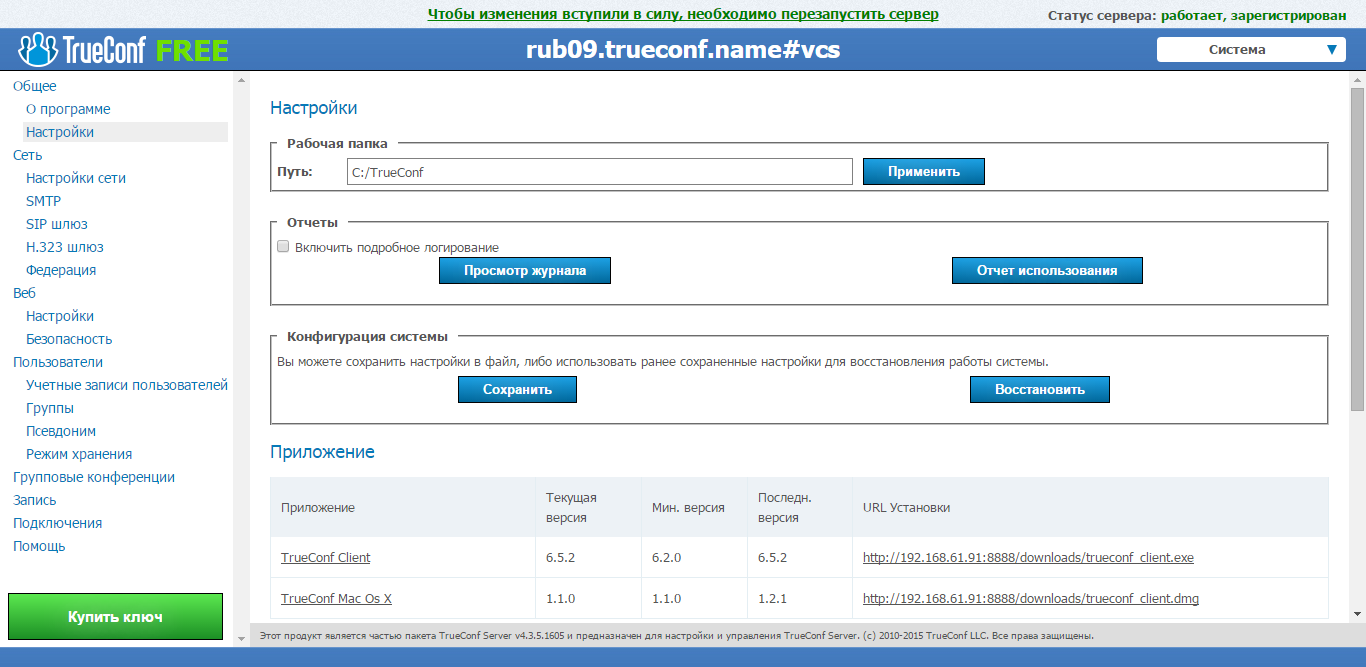 Чтобы изменения вступили в силу, необходимо перезапустить сервер
Статус сервера: работает, зарегистрирован
TrueConf FREE
rub09.trueconf.name#vcs
Система
Общее
О программе
Настройки
Сеть
Настройки сети
SMTP
SIP шлюз
H.323 шлюз
Федерация
Веб
Настройки
Безопасность
Пользователи
Учетные записи пользователей
Группы
Псевдоним
Режим хранения
Групповые конференции
Запись
Подключения
Помощь
Купить ключ
Настройки
Рабочая папка
Путь: C:/TrueConf Применить
Отчеты
Включить подробное логирование
Просмотр журнала Отчет использования
Конфигурация системы
Вы можете сохранить настройки в файл, либо использовать ранее сохраненные настройки для восстановления работы системы.
Сохранить Восстановить
Приложение
Приложение Текущая версия Мин. версия Последн. версия URL Установки
TrueConf Client 6.5.2 6.2.0 6.5.2 http://192.168.61.91:8888/downloads/trueconf_client.exe
TrueConf Mac Os X 1.1.0 1.1.0 1.2.1 http://192.168.61.91:8888/downloads/trueconf_client.dmg
Этот продукт является частью пакета TrueConf Server v4.3.5.1605 и предназначен для настройки и управления TrueConf Server. (c) 2010-2015 TrueConf LLC. Все права защищены.